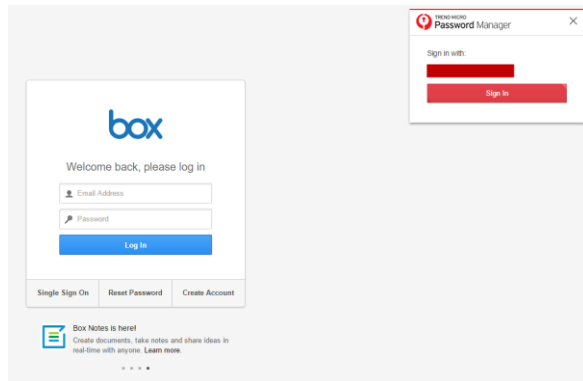 TREND MICRO
Password Manager
Sign in with:
Sign In
box
Welcome back, please log in
Email Address
Password
Log In
Single Sign On
Reset Password
Create Account
Box Notes is here!
Create documents, take notes and share ideas in
real-time with anyone. Learn more.